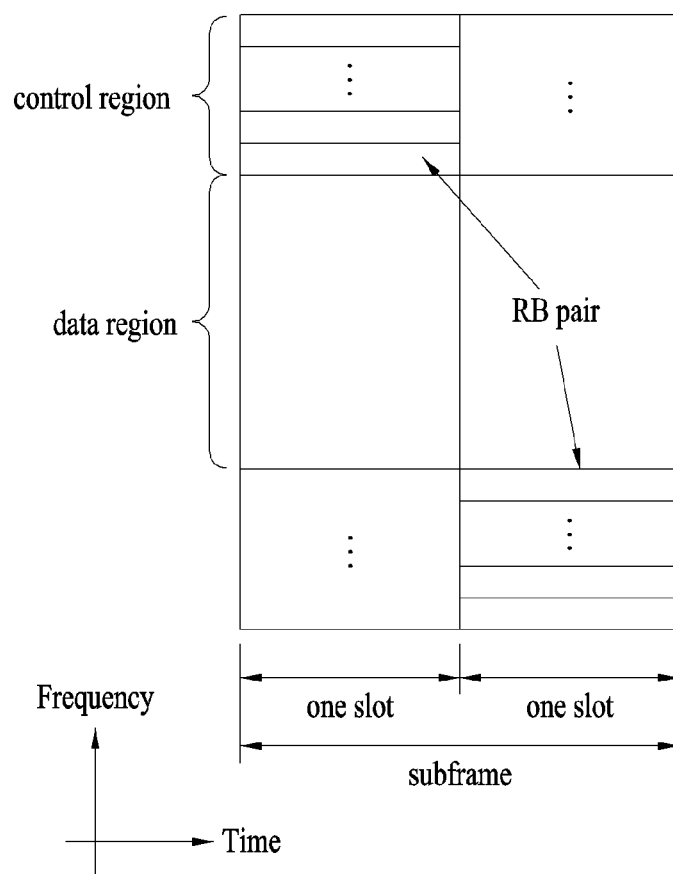 control region
data region
RB pair
one slot
one slot
Frequency
subframe
Time